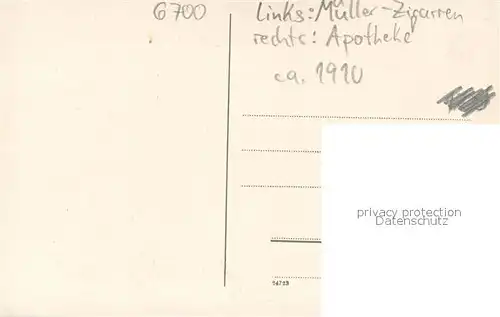 6700
Links: Müller-Zigarren
rechts: Apotheke
ca. 1910
privacy protection
Datenschutz